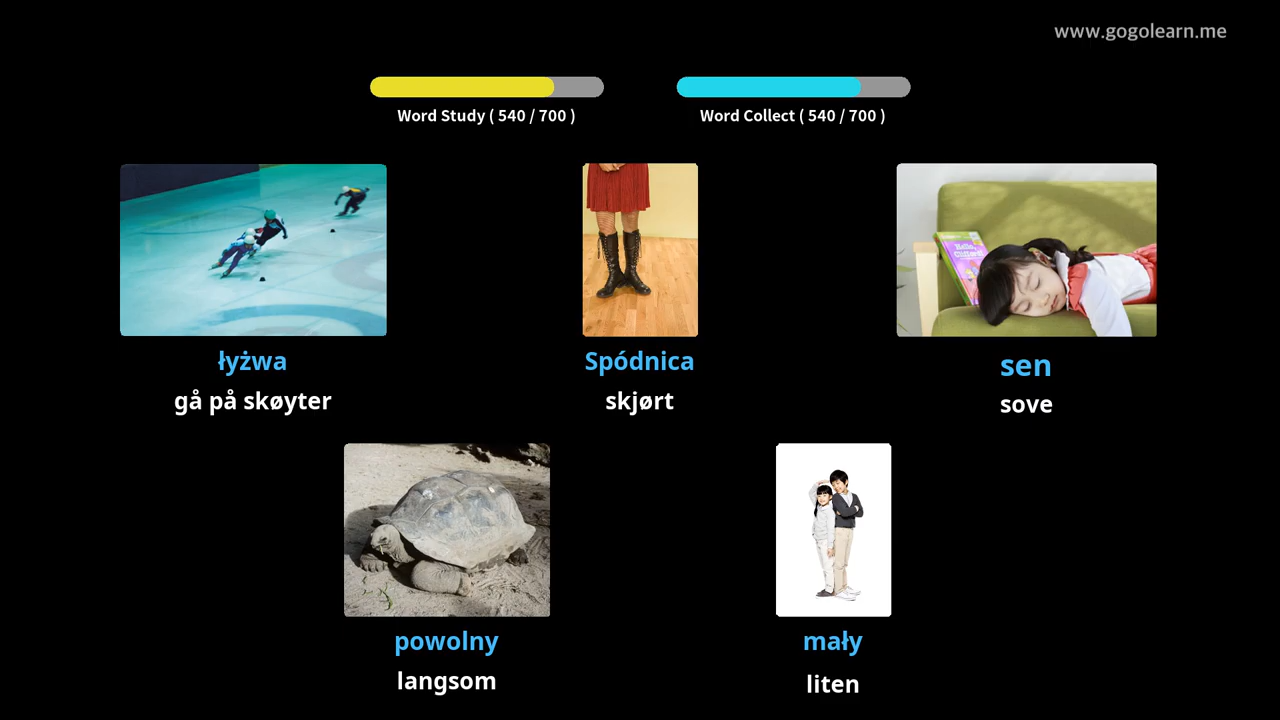 www.gogolearn.me
Word Study ( 540 / 700 )
Word Collect ( 540 / 700 )
łyżwa
gå på skøyter
Spódnica
skjørt
Hello,
sen
sove
powolny
langsom
mały
liten